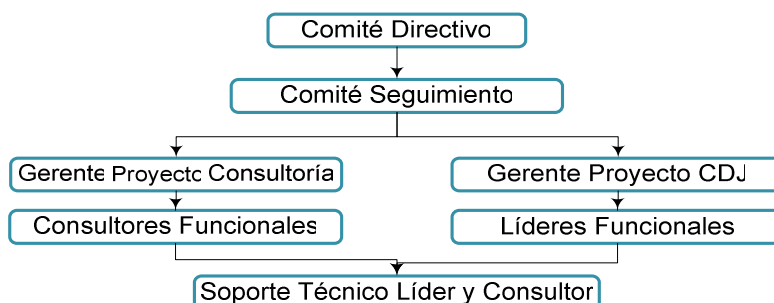 Comité Directivo
Comité Seguimiento
Gerente Proyecto Consultoría
Gerente Proyecto CDJ
Consultores Funcionales
Líderes Funcionales
Soporte Técnico Líder y Consultor